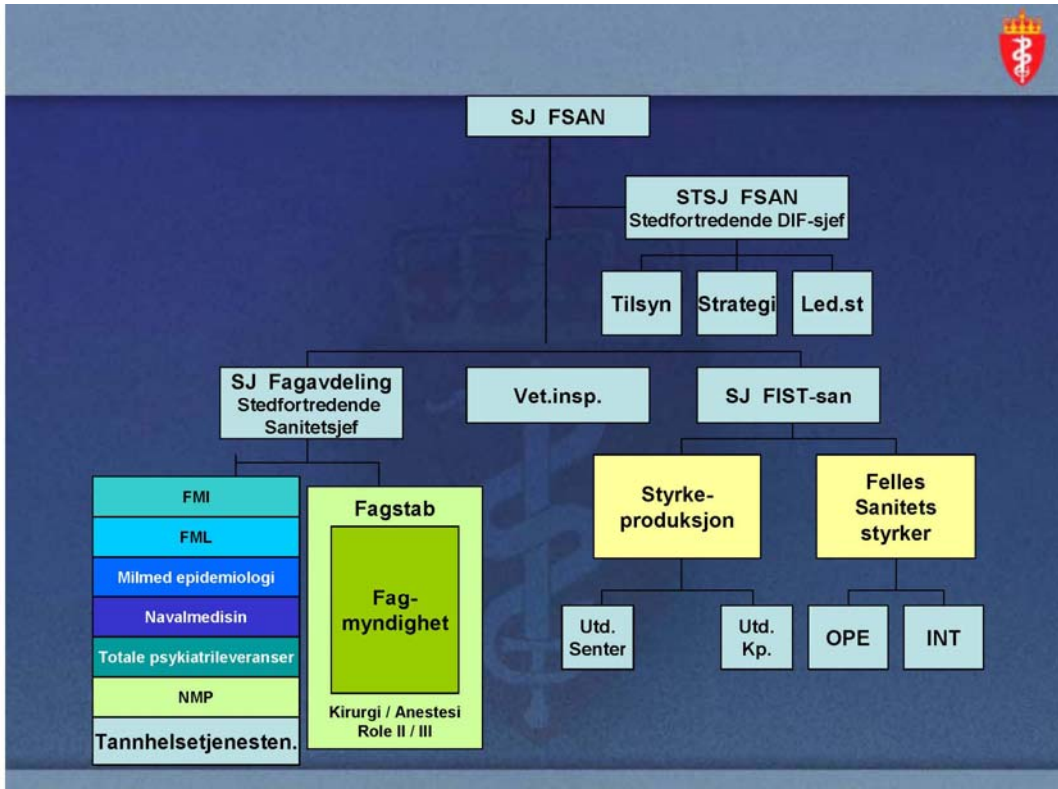 SJ FSAN
STSJ FSAN
Stedfortredende DIF-sjef
Tilsyn
Strategi
Led.st
SJ Fagavdeling
Stedfortredende
Sanitetsjef
Vet.insp.
SJ FIST-san
FMI
FML
Milmed epidemiologi
Navalmedisin
Totale psykiatrileveranser
NMP
Tannhelsetjenesten.
Fagstab
Fag-
myndighet
Kirurgi / Anestesi
Role II / III
Styrke-
produksjon
Felles
Sanitets
styrker
Utd.
Senter
Utd.
Kp.
OPE
INT